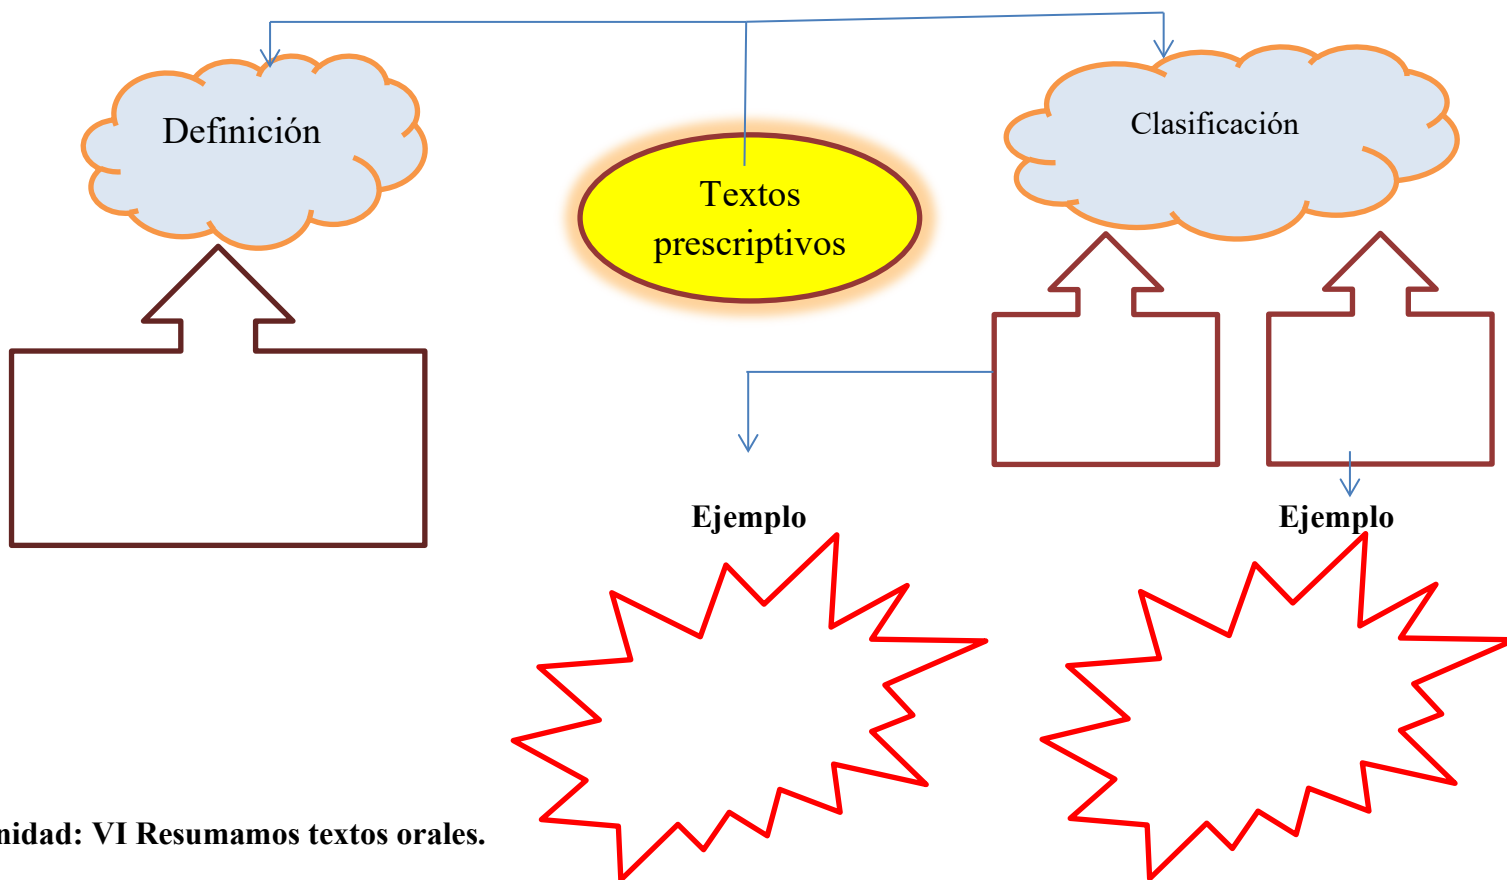 Definición
Clasificación
Textos
prescriptivos
Ejemplo
Ejemplo
nidad: VI Resumamos textos orales.